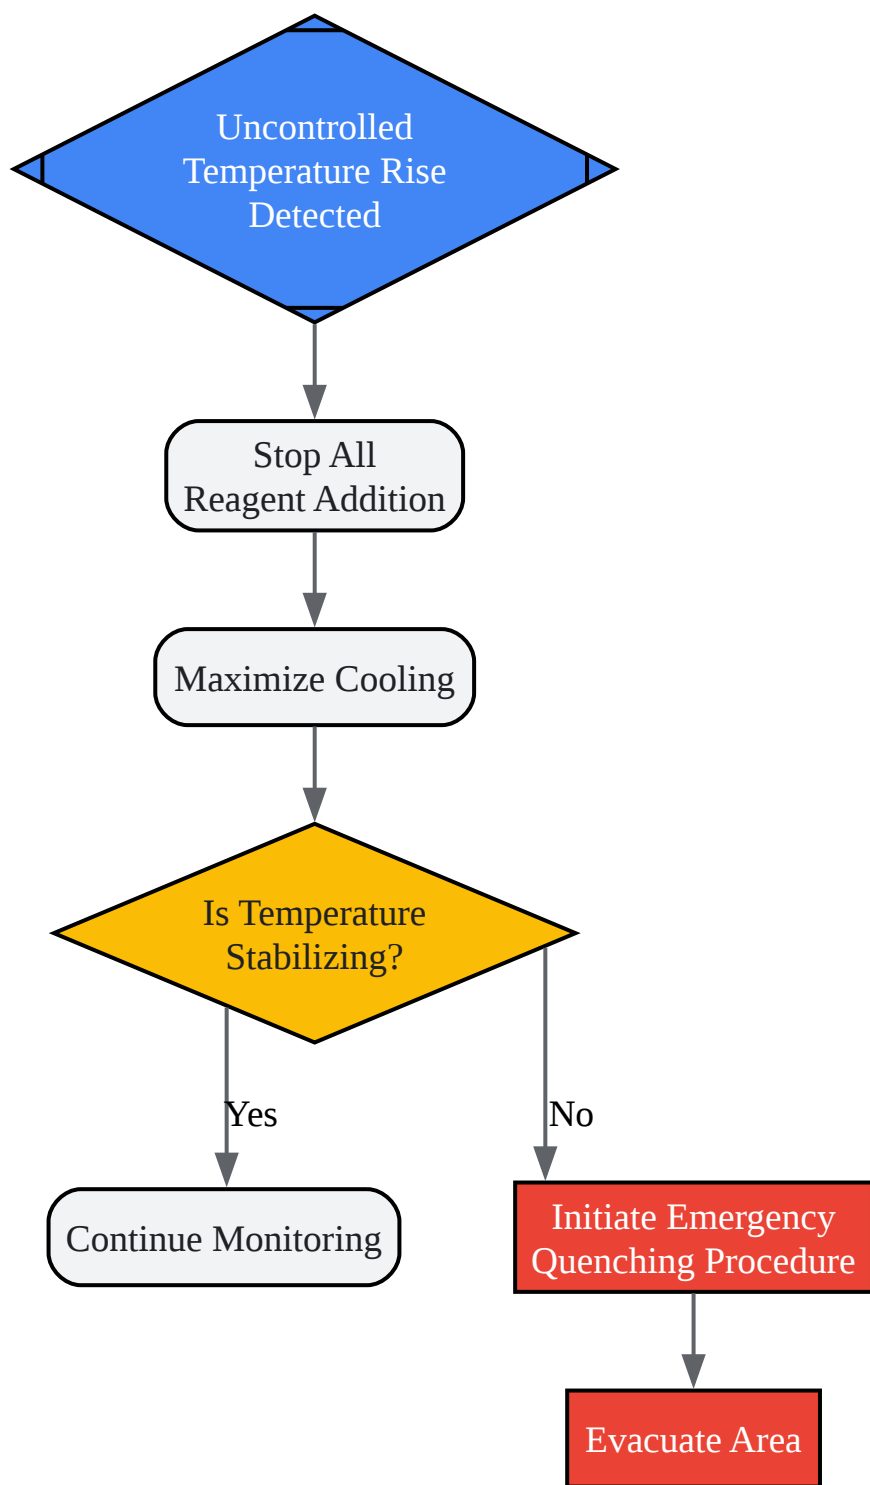 Uncontrolled
Temperature Rise
Detected
Stop All
Reagent Addition
Maximize Cooling
Is Temperature
Stabilizing?
Yes
No
Continue Monitoring
Initiate Emergency
Quenching Procedure
Evacuate Area